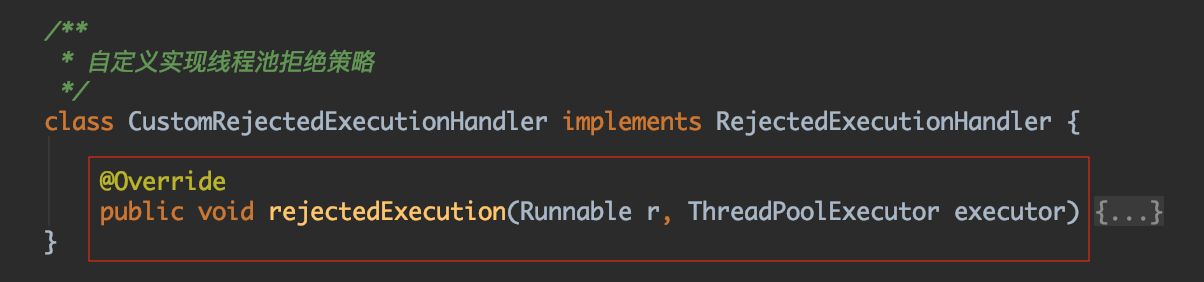 /**
* 自定义实现线程池拒绝策略
*/
class CustomRejectedExecutionHandler implements RejectedExecutionHandler {
@Override
public void rejectedExecution(Runnable r, ThreadPoolExecutor executor) {...}
}